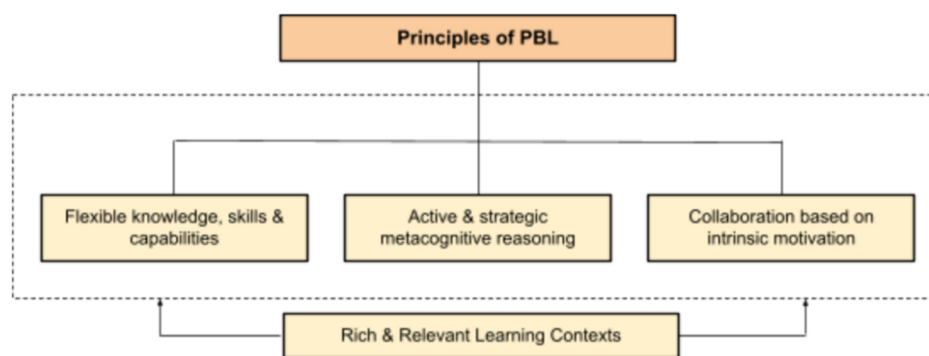 Principles of PBL
Flexible knowledge, skills &
capabilities
Active & strategic
metacognitive reasoning
Collaboration based on
intrinsic motivation
Rich & Relevant Learning Contexts